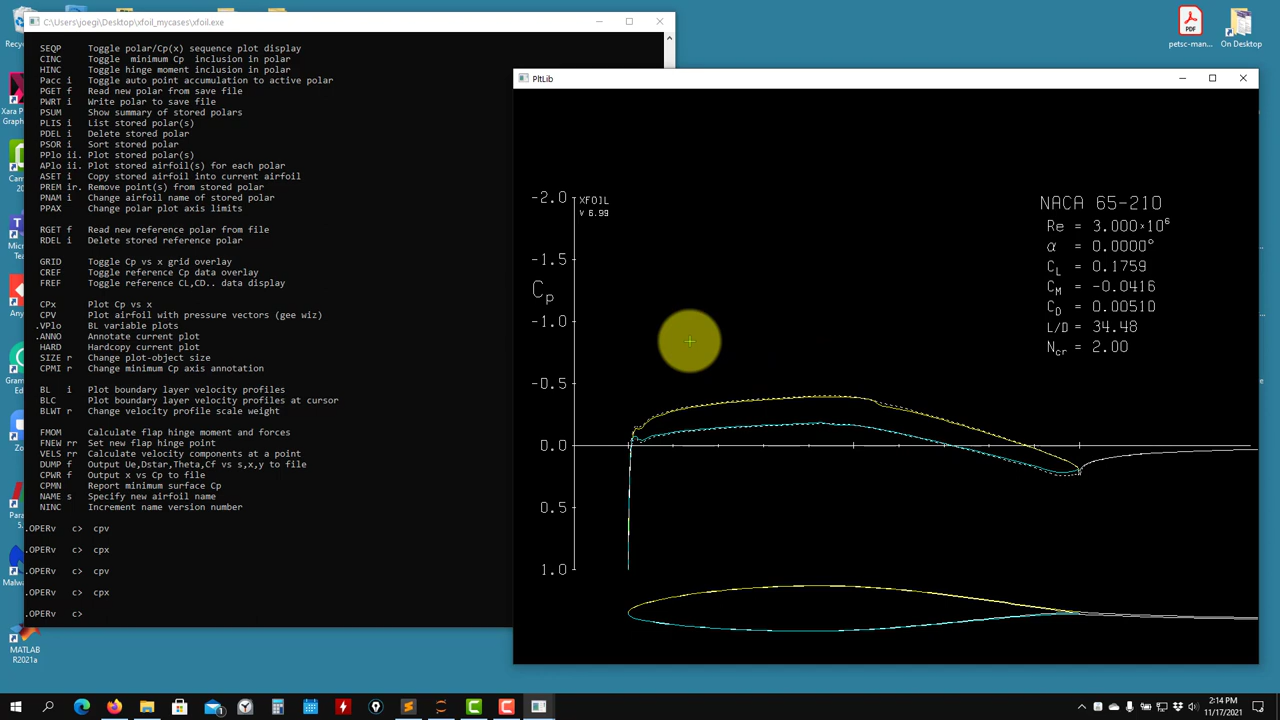 C:\Users\joegi\Desktop\xfoil_mycases\xfoil.exe
SEQP Toggle polar/Cp(x) sequence plot display
CINC Toggle minimum Cp inclusion in polar
HINC Toggle hinge moment inclusion in polar
Pacc i Toggle auto point accumulation to active polar
PGET f Read new polar from save file
PWRT i Write polar to save file
PSUM Show summary of stored polars
PLIS i List stored polar(s)
PDEL i Delete stored polar
PSOR i Sort stored polar
PPlo ii. Plot stored polar(s)
APlo ii. Plot stored airfoil(s) for each polar
ASET i Copy stored airfoil into current airfoil
PREM ir. Remove point(s) from stored polar
PNAM i Change airfoil name of stored polar
PPAX Change polar plot axis limits
RGET f Read new reference polar from file
RDEL i Delete stored reference polar
GRID Toggle Cp vs x grid overlay
CREF Toggle reference Cp data overlay
FREF Toggle reference CL,CD.. data display
CPx Plot Cp vs x
CPV Plot airfoil with pressure vectors (gee wiz)
.VPlo BL variable plots
.ANNO Annotate current plot
HARD Hardcopy current plot
SIZE r Change plot-object size
CPMI r Change minimum Cp axis annotation
BL i Plot boundary layer velocity profiles
BLC Plot boundary layer velocity profiles at cursor
BLWT r Change velocity profile scale weight
FMOM Calculate flap hinge moment and forces
FNEW rr Set new flap hinge point
VELS rr Calculate velocity components at a point
DUMP f Output Ue,Dstar,Theta,Cf vs s,x,y to file
CPWR f Output x vs Cp to file
CPMN Report minimum surface Cp
NAME s Specify new airfoil name
NINC Increment name version number
.OPERv c> cpv
.OPERv c> cpx
.OPERv c> cpv
.OPERv c> cpx
.OPERv c>
PltLib
-2.0
XFOIL
V 6.99
-1.5
Cp
-1.0
-0.5
0.0
0.5
1.0
NACA 65-210
Re = 3.000×10⁶
α = 0.0000°
CL = 0.1759
CM = -0.0416
CD = 0.00510
L/D = 34.48
Ncr = 2.00
petsc-man...
On Desktop
MATLAB
R2021a
2:14 PM
11/17/2021